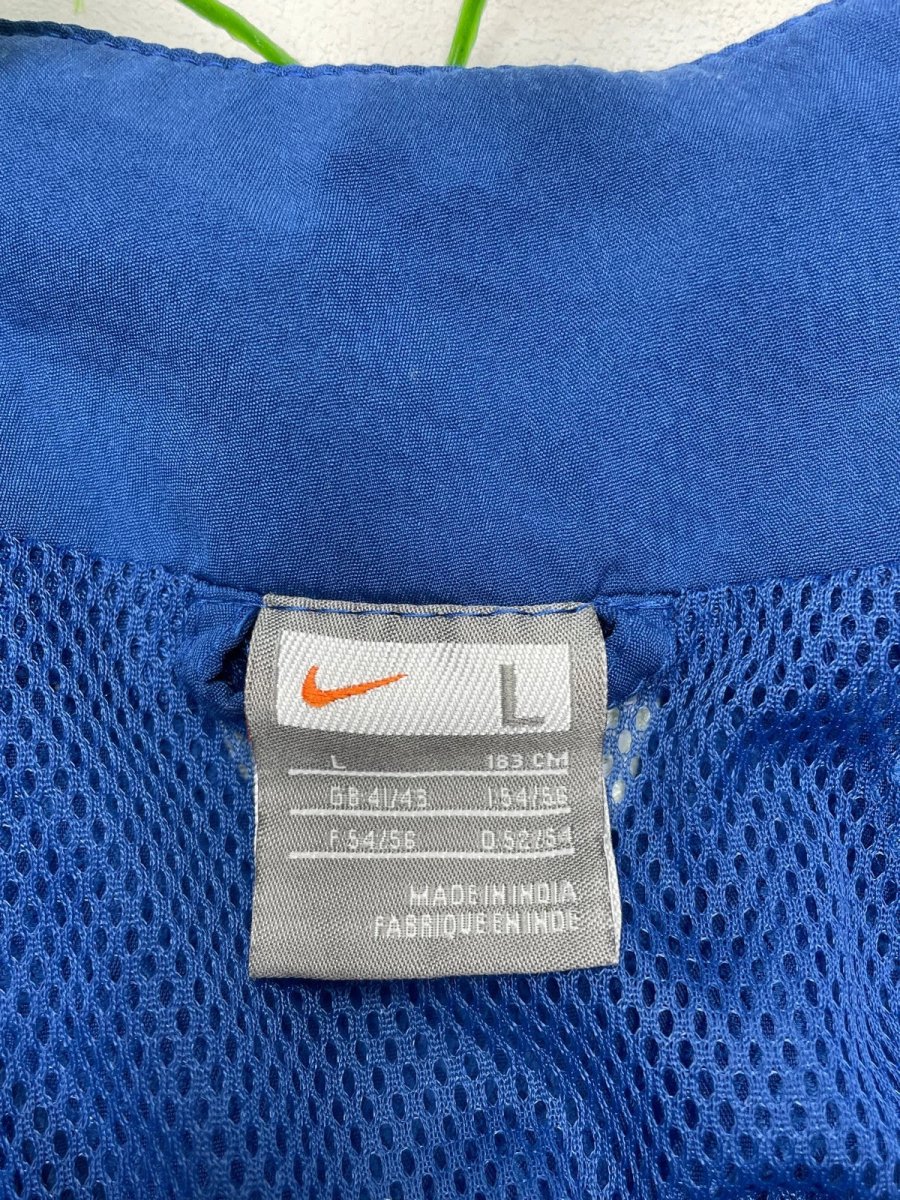 L
L 183 CM
GB 41/43 I.54/56
F.54/56 D.52/54
MADE IN INDIA
FABRIQUE EN INDE